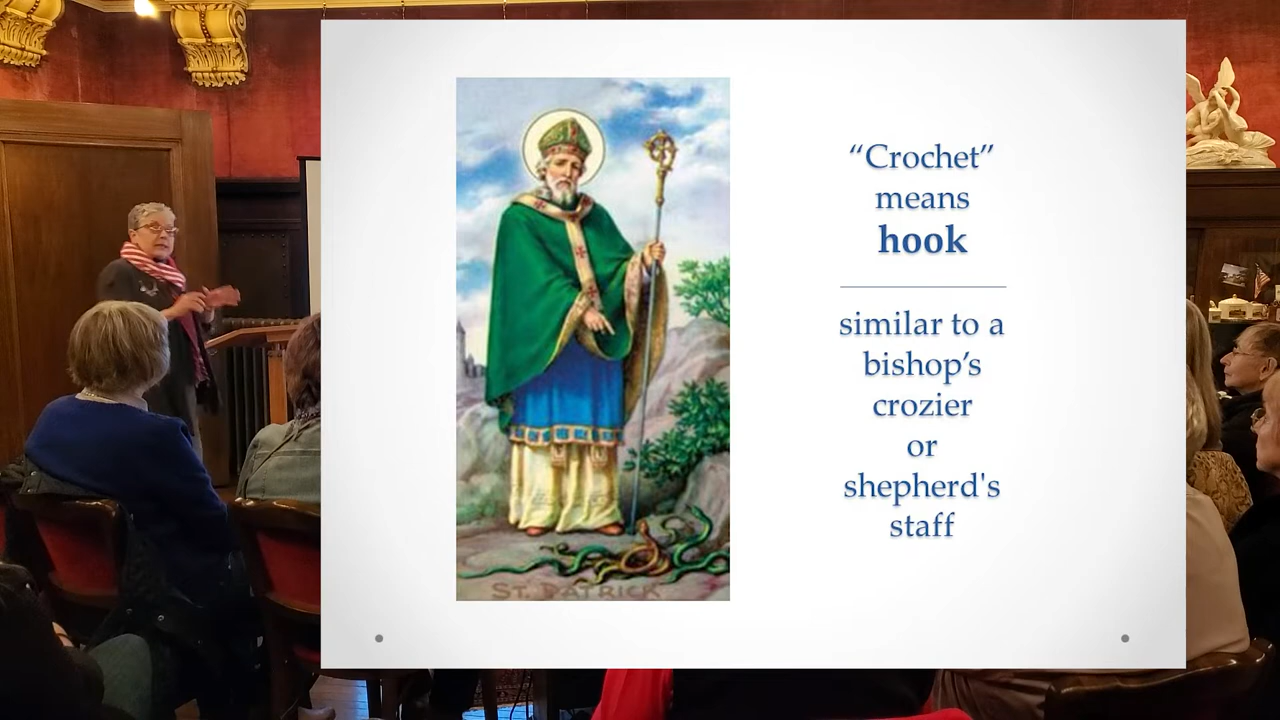 “Crochet”
means
hook
similar to a
bishop’s
crozier
or
shepherd's
staff
ST. PATRICK